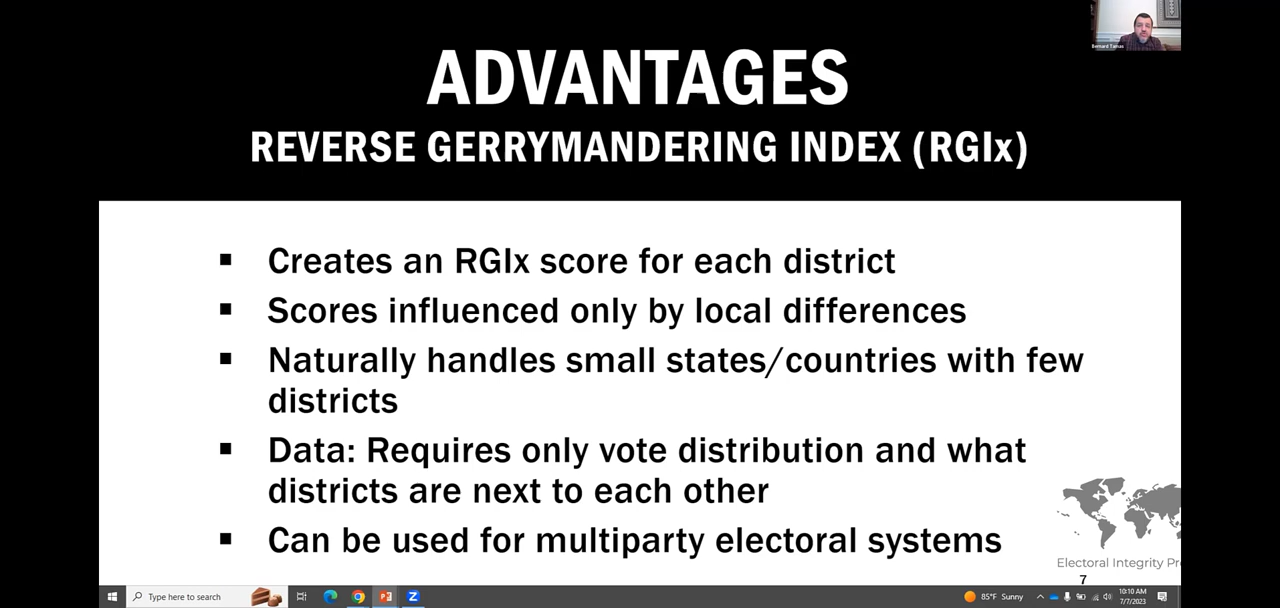 Bernard Tamas
ADVANTAGES
REVERSE GERRYMANDERING INDEX (RGIx)
▪ Creates an RGIx score for each district
▪ Scores influenced only by local differences
▪ Naturally handles small states/countries with few
districts
▪ Data: Requires only vote distribution and what
districts are next to each other
▪ Can be used for multiparty electoral systems
Electoral Integrity Pr
7
Type here to search
85°F Sunny
10:10 AM
7/7/2023